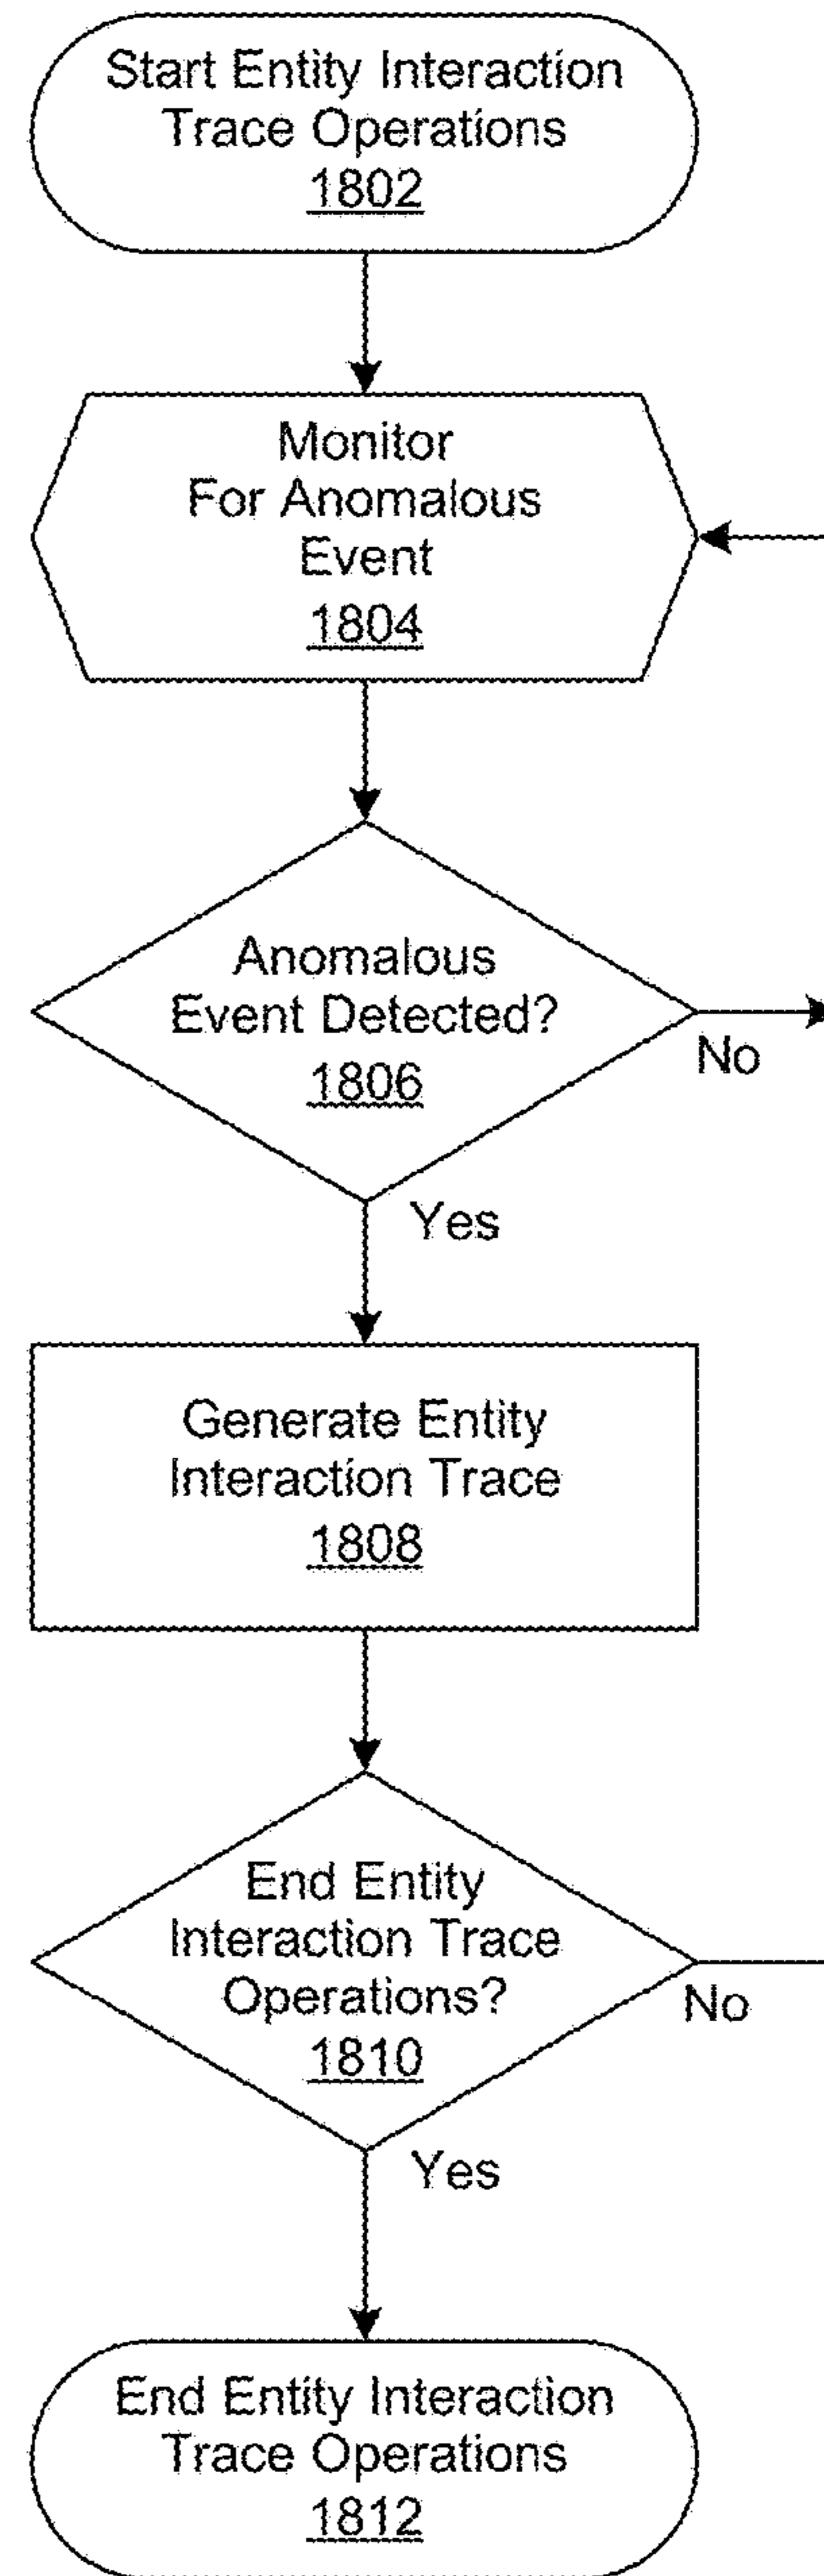 Start Entity Interaction
Trace Operations
1802
Monitor
For Anomalous
Event
1804
Anomalous
Event Detected?
1806
No
Yes
Generate Entity
Interaction Trace
1808
End Entity
Interaction Trace
Operations?
1810
No
Yes
End Entity Interaction
Trace Operations
1812